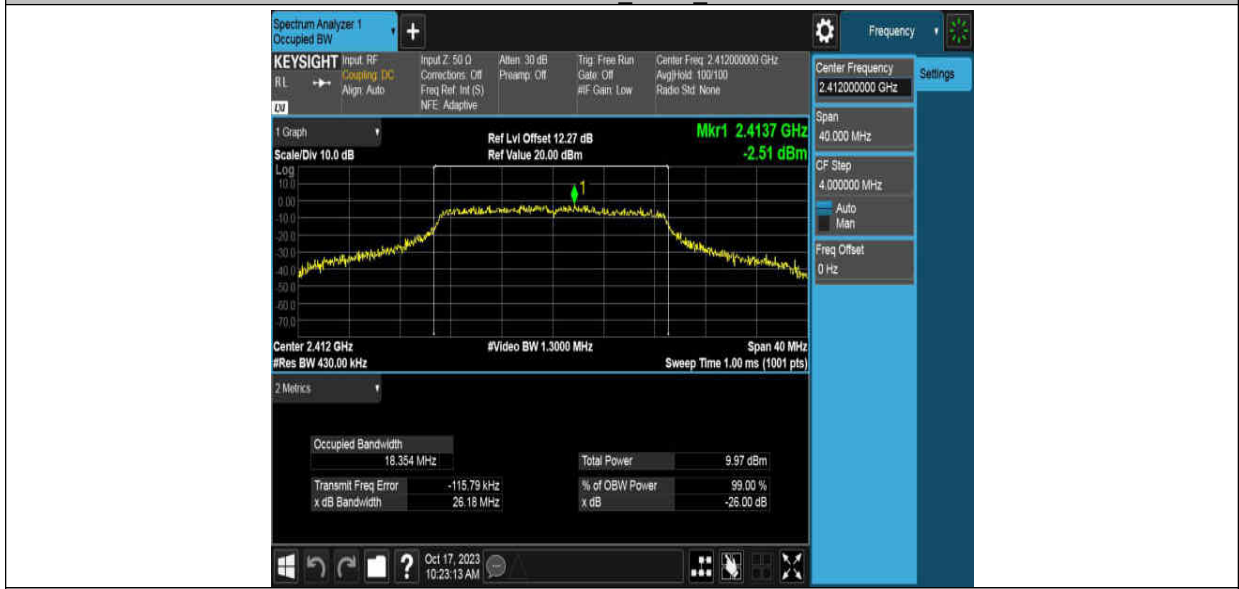 Spectrum Analyzer 1
Occupied BW
+
Frequency
KEYSIGHT
RL
LXI
Input: RF
Coupling: DC
Align: Auto
Input Z: 50 Ω
Corrections: Off
Freq Ref: Int (S)
NFE: Adaptive
Atten: 30 dB
Preamp: Off
Trig: Free Run
Gate: Off
#IF Gain: Low
Center Freq: 2.412000000 GHz
Avg|Hold: 100/100
Radio Std: None
Center Frequency
2.412000000 GHz
Settings
Span
40.000 MHz
CF Step
4.000000 MHz
Auto
Man
Freq Offset
0 Hz
1 Graph
Scale/Div 10.0 dB
Ref Lvl Offset 12.27 dB
Ref Value 20.00 dBm
Mkr1 2.4137 GHz
-2.51 dBm
Log
10.0
0.00
-10.0
-20.0
-30.0
-40.0
-50.0
-60.0
-70.0
1
Center 2.412 GHz
#Video BW 1.3000 MHz
Span 40 MHz
#Res BW 430.00 kHz
Sweep Time 1.00 ms (1001 pts)
2 Metrics
Occupied Bandwidth
18.354 MHz
Total Power 9.97 dBm
Transmit Freq Error -115.79 kHz
% of OBW Power 99.00 %
x dB Bandwidth 26.18 MHz
x dB -26.00 dB
?
Oct 17, 2023
10:23:13 AM